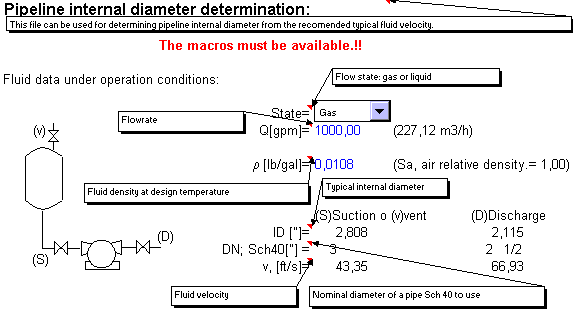 Pipeline internal diameter determination:
This file can be used for determining pipeline internal diameter from the recomended typical fluid velocity.
The macros must be available.!!
Fluid data under operation conditions:
Flow state: gas or liquid
State= Gas
Flowrate
Q[gpm]= 1000,00 (227,12 m3/h)
(v)
ρ [lb/gal]= 0,0108 (Sa, air relative density.= 1,00)
Fluid density at design temperature
Typical internal diameter
(S)Suction o (v)vent (D)Discharge
ID ["]= 2,808 2,115
(D)
DN; Sch40["] = 3 2 1/2
(S)
v, [ft/s]= 43,35 66,93
Fluid velocity
Nominal diameter of a pipe Sch 40 to use